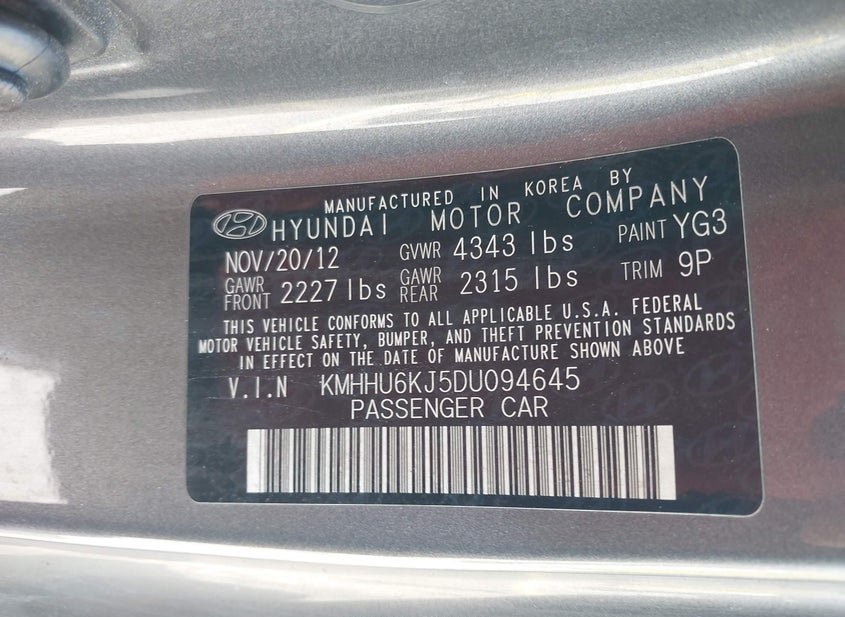 MANUFACTURED IN KOREA BY
HYUNDAI MOTOR COMPANY
NOV/20/12 GVWR 4343 lbs PAINT YG3
GAWR FRONT 2227 lbs GAWR REAR 2315 lbs TRIM 9P
THIS VEHICLE CONFORMS TO ALL APPLICABLE U.S.A. FEDERAL
MOTOR VEHICLE SAFETY, BUMPER, AND THEFT PREVENTION STANDARDS
IN EFFECT ON THE DATE OF MANUFACTURE SHOWN ABOVE
V.I.N KMHHU6KJ5DU094645
PASSENGER CAR